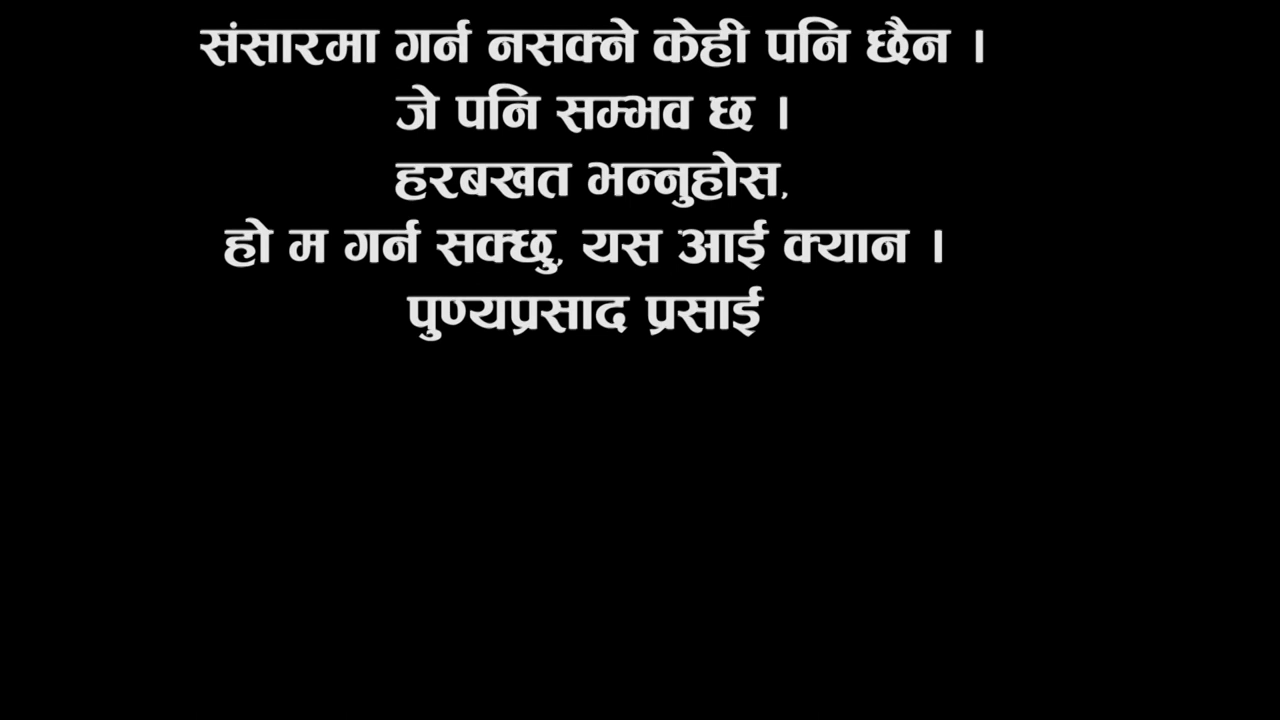 संसारमा गर्न नसक्ने केही पनि छैन ।
जे पनि सम्भव छ ।
हरबखत भन्नुहोस,
हो म गर्न सक्छु, यस आई क्यान ।
पुण्यप्रसाद प्रसाई